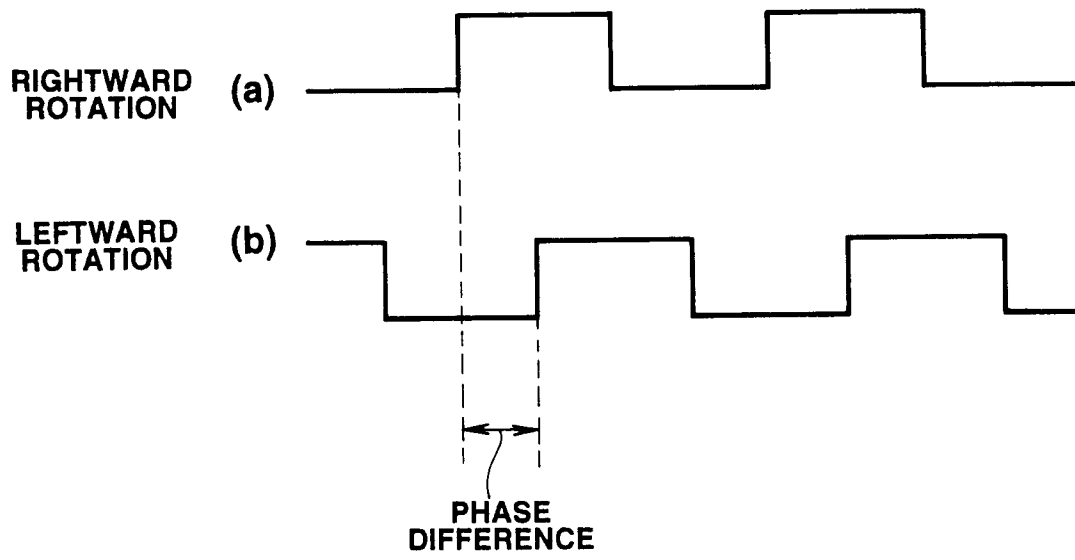 RIGHTWARD
ROTATION (a)
LEFTWARD
ROTATION (b)
PHASE
DIFFERENCE